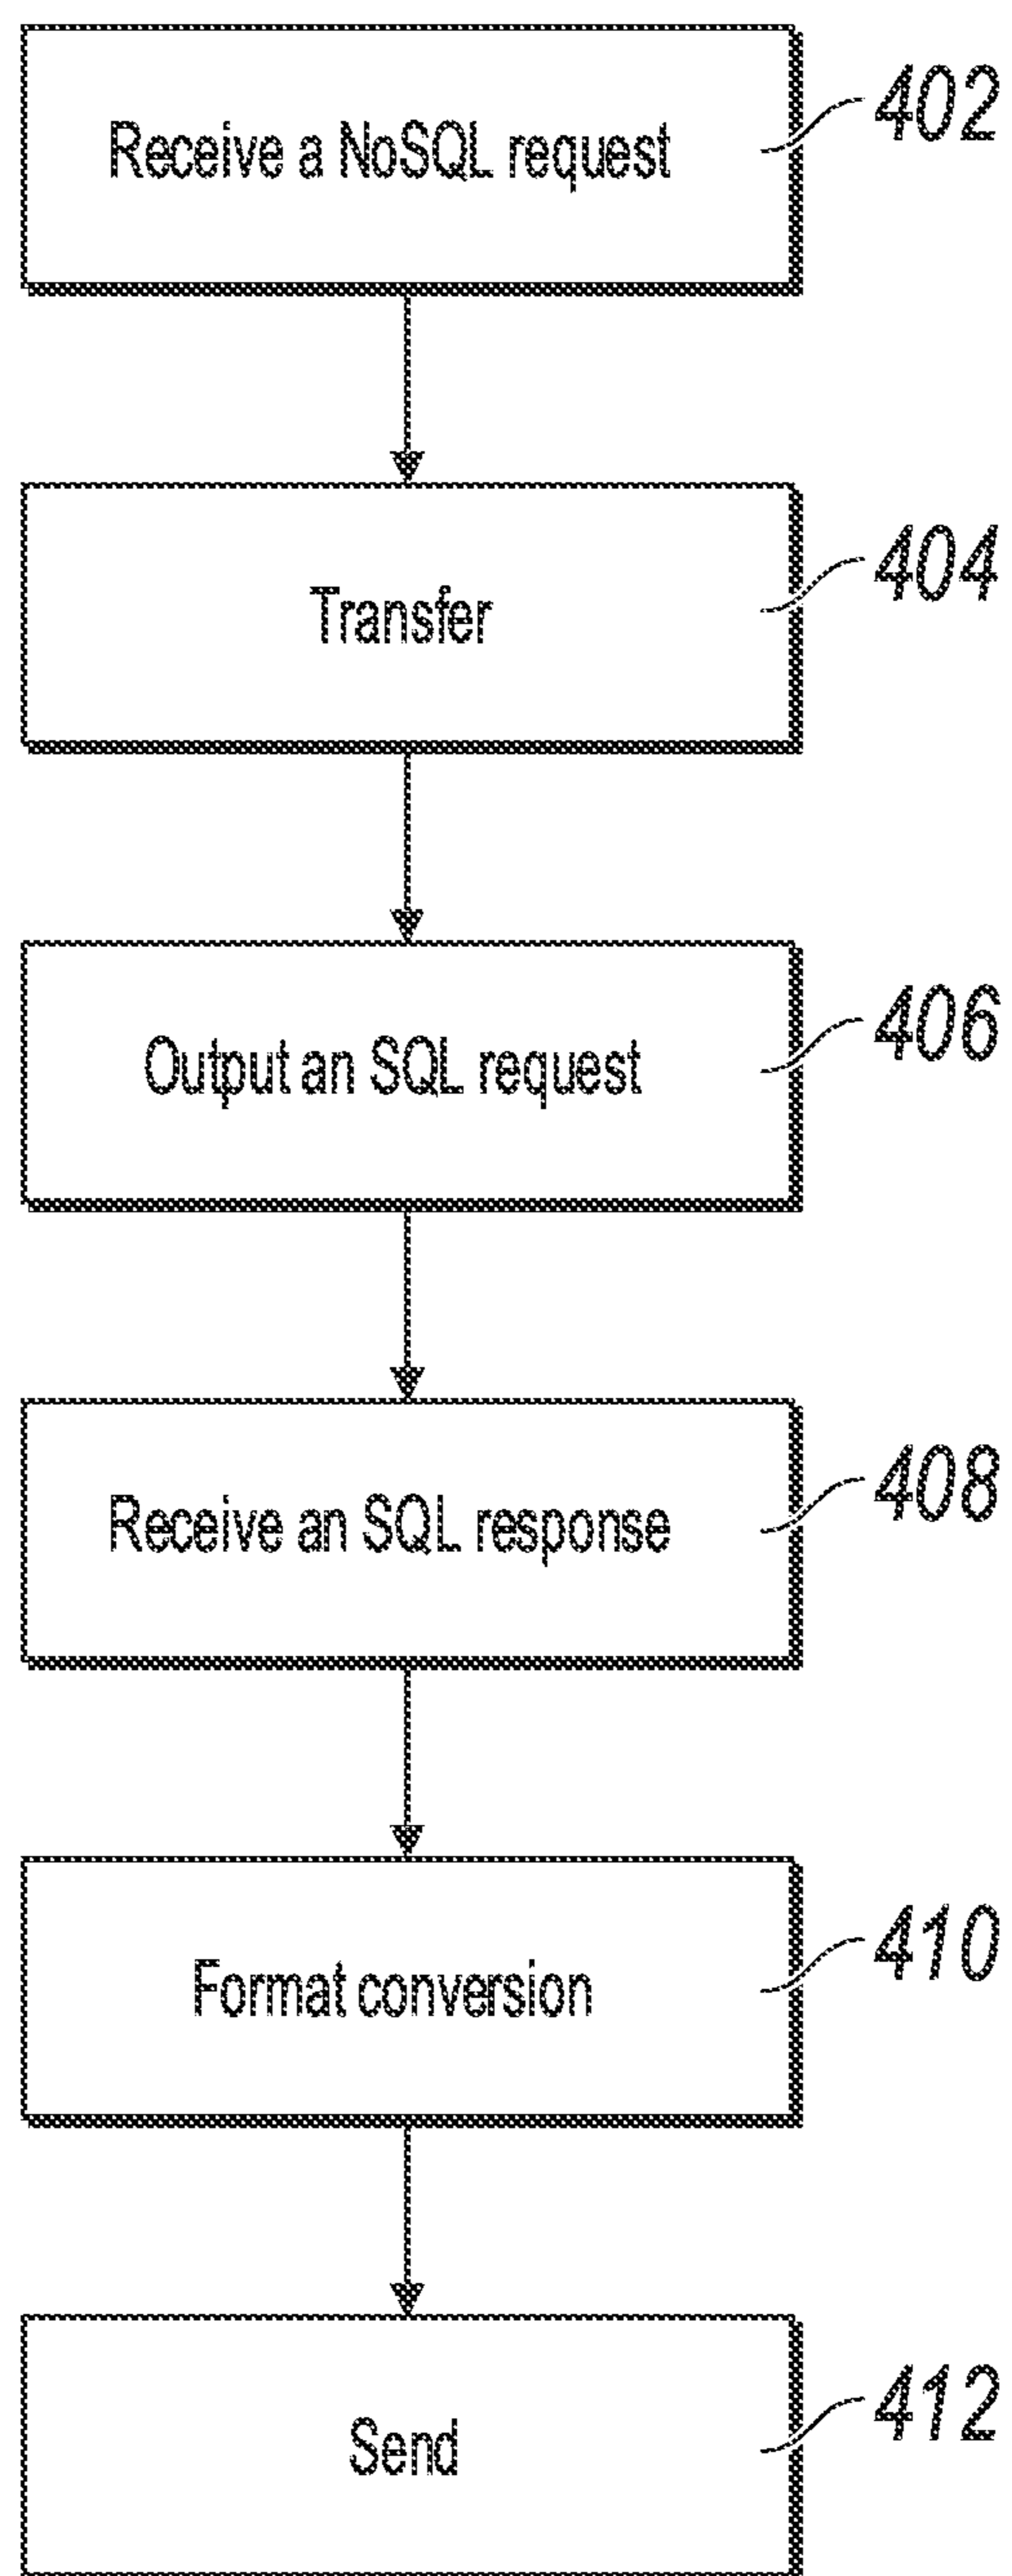 Receive a NoSQL request
402
Transfer
404
Output an SQL request
406
Receive an SQL response
408
Format conversion
410
Send
412